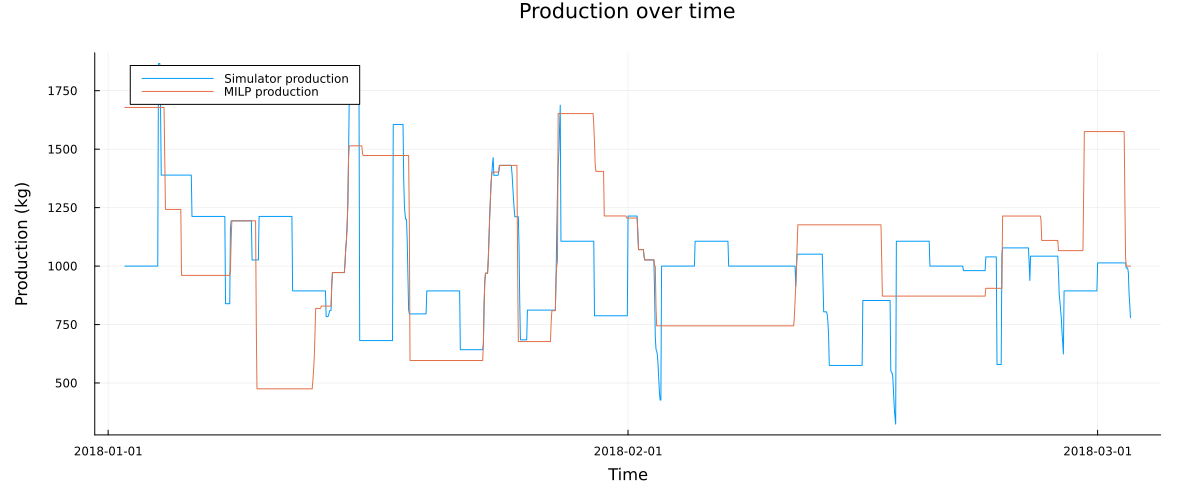 Production over time
Simulator production
MILP production
1750
1500
1250
1000
750
500
Production (kg)
2018-01-01
2018-02-01
2018-03-01
Time